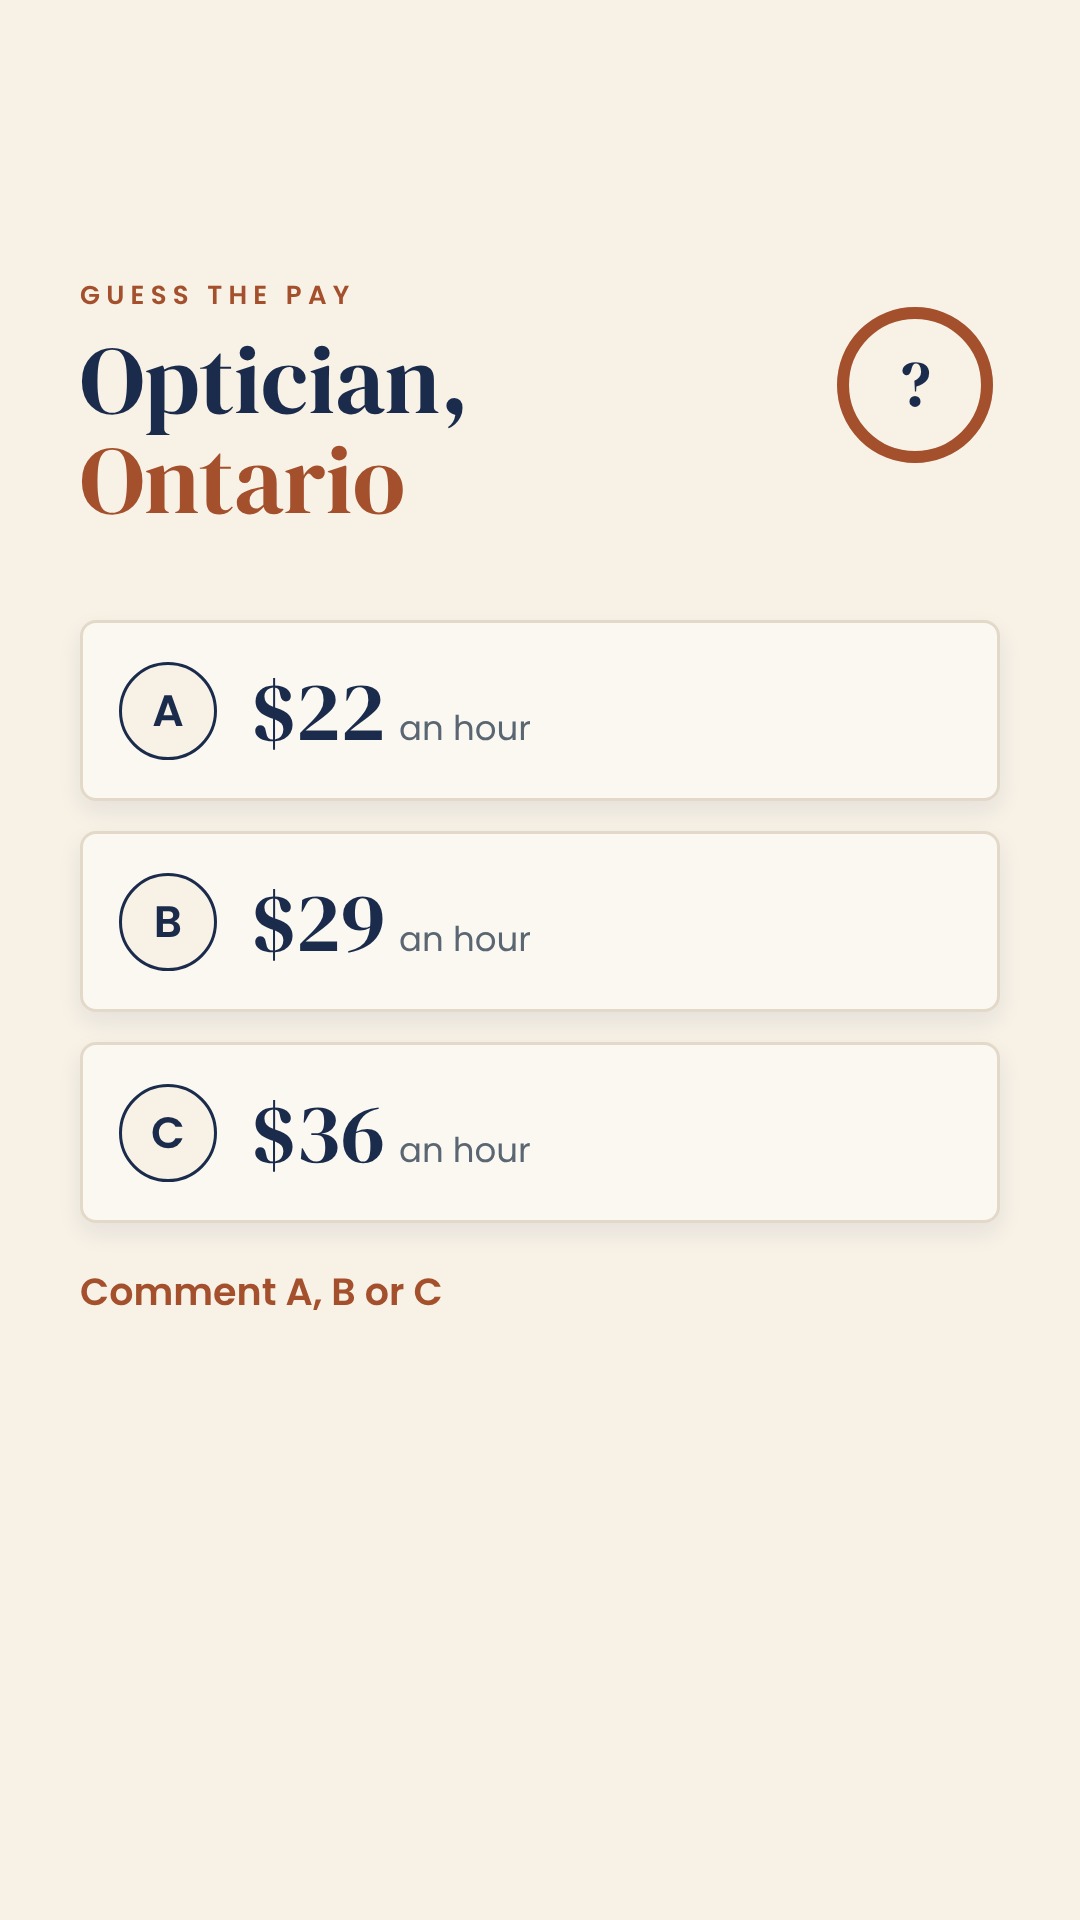 GUESS THE PAY
Optician,
Ontario
?
A $22 an hour
B $29 an hour
C $36 an hour
Comment A, B or C